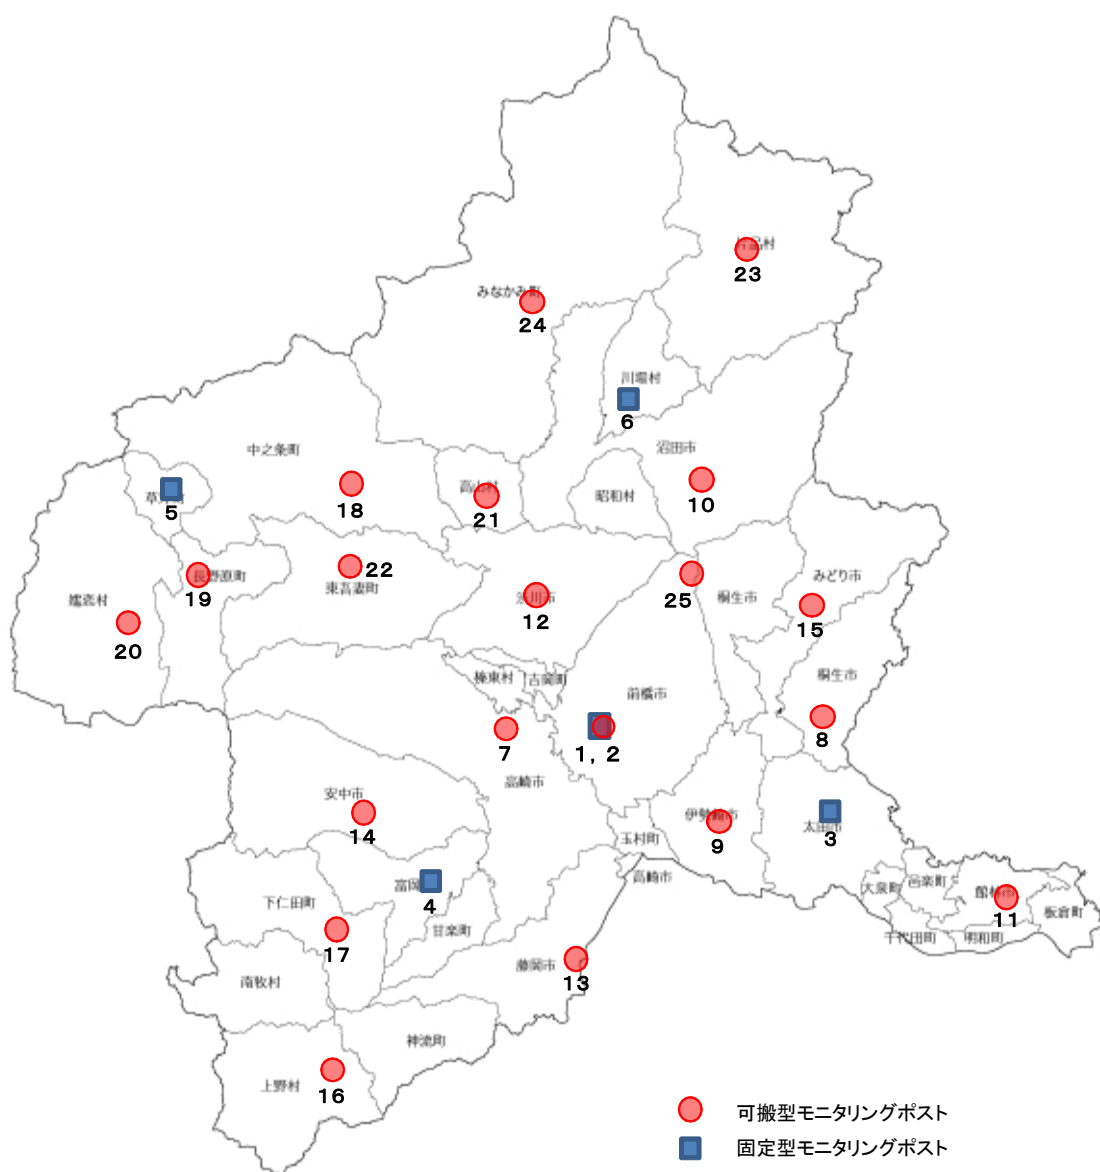 23
みなかみ町
24
川場村
6
中之条町
沼田市
高山村
昭和村
10
5
18
21
長野原町
22
東吾妻町
19
渋川市
12
25
桐生市
みどり市
15
嬬恋村
20
榛東村
吉岡町
前橋市
桐生市
7
1, 2
8
高崎市
安中市
14
伊勢崎市
9
太田市
3
玉村町
高崎市
富岡
4
下仁田町
大泉町
邑楽町
館林市
11
板倉町
17
甘楽町
千代田町
明和町
藤岡市
13
南牧村
神流町
上野村
16
可搬型モニタリングポスト
固定型モニタリングポスト